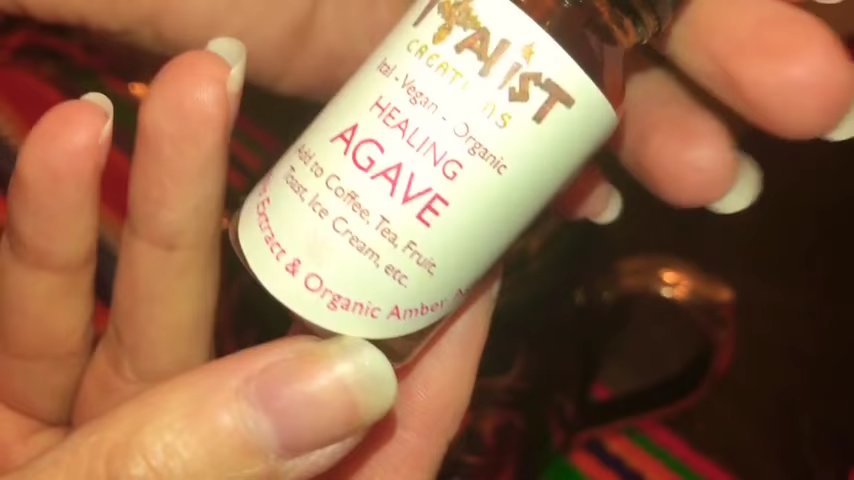 CREATIONS
Ital - Vegan - Organic
HEALING
AGAVE
Add to Coffee, Tea, Fruit,
Toast, Ice Cream, etc.
Extract & Organic Amber